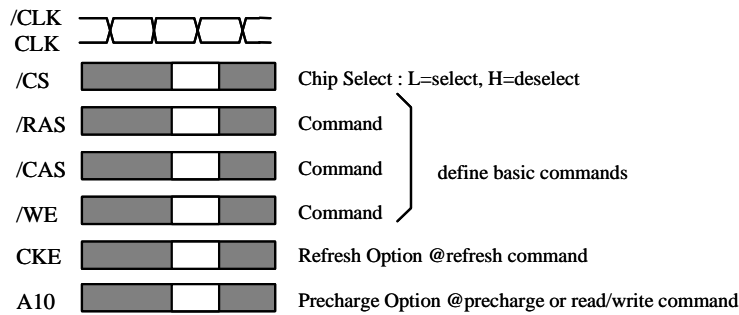 /CLK
CLK
/CS Chip Select : L=select, H=deselect
/RAS Command
/CAS Command define basic commands
/WE Command
CKE Refresh Option @refresh command
A10 Precharge Option @precharge or read/write command